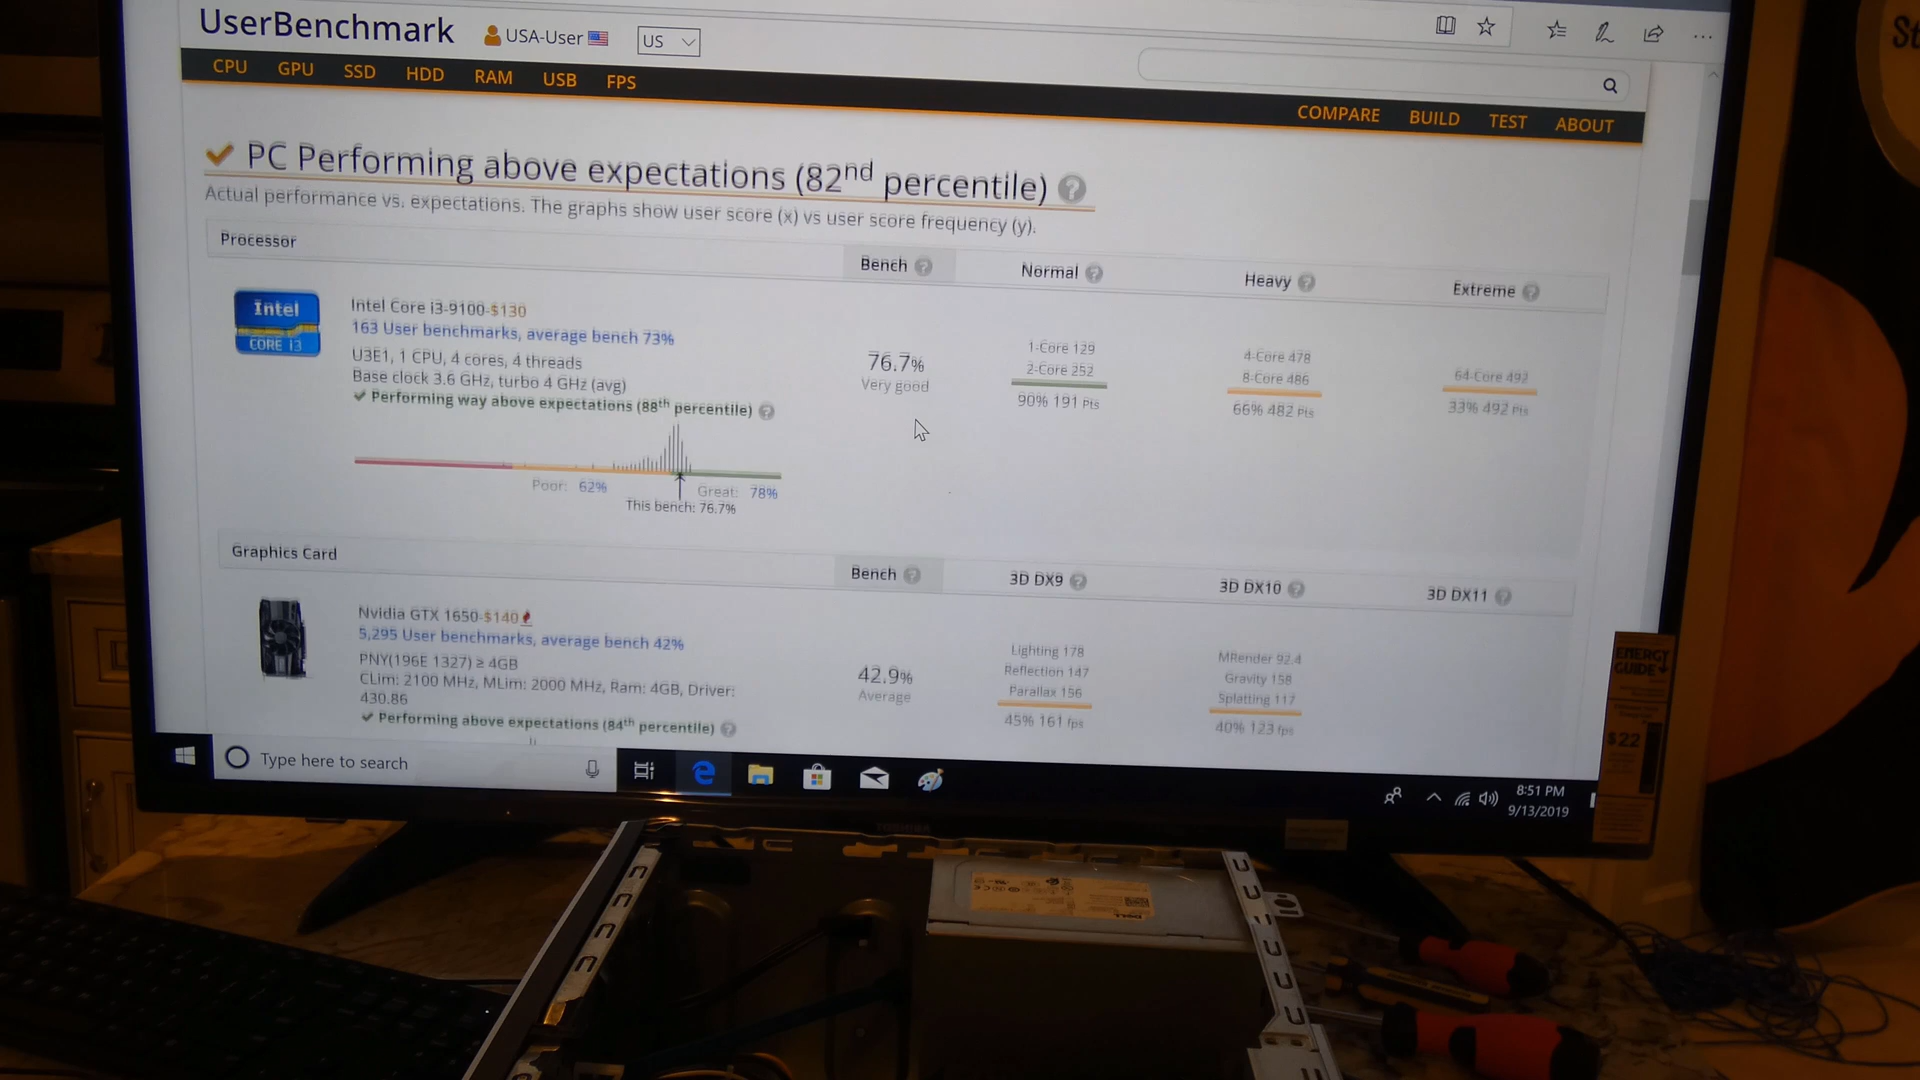 UserBenchmark
USA-User
US
CPU GPU SSD HDD RAM USB FPS
COMPARE BUILD TEST ABOUT
PC Performing above expectations (82nd percentile) ?
Actual performance vs. expectations. The graphs show user score (x) vs user score frequency (y).
Processor
Bench ? Normal ? Heavy ? Extreme ?
Intel
CORE i3
Intel Core i3-9100-$130
163 User benchmarks, average bench 73%
U3E1, 1 CPU, 4 cores, 4 threads
Base clock 3.6 GHz, turbo 4 GHz (avg)
Performing way above expectations (88th percentile) ?
Poor: 62%
Great: 78%
This bench: 76.7%
76.7%
Very good
1-Core 129
2-Core 252
90% 191 Pts
4-Core 478
8-Core 486
66% 482 Pts
64-Core 492
33% 492 Pts
Graphics Card
Bench ? 3D DX9 ? 3D DX10 ? 3D DX11 ?
Nvidia GTX 1650-$140
5,295 User benchmarks, average bench 42%
PNY(196E 1327) ≥ 4GB
CLim: 2100 MHz, MLim: 2000 MHz, Ram: 4GB, Driver:
430.86
Performing above expectations (84th percentile) ?
42.9%
Average
Lighting 178
Reflection 147
Parallax 156
45% 161 fps
MRender 92.4
Gravity 158
Splatting 117
40% 123 fps
Type here to search
8:51 PM
9/13/2019
TOSHIBA
ENERGY
GUIDE
$22
DELL
St